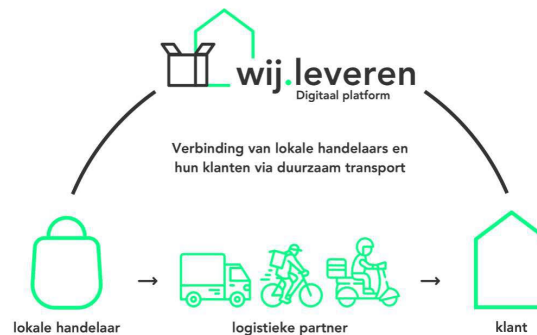 wij.leveren
Digitaal platform
Verbinding van lokale handelaars en
hun klanten via duurzaam transport
lokale handelaar
logistieke partner
klant